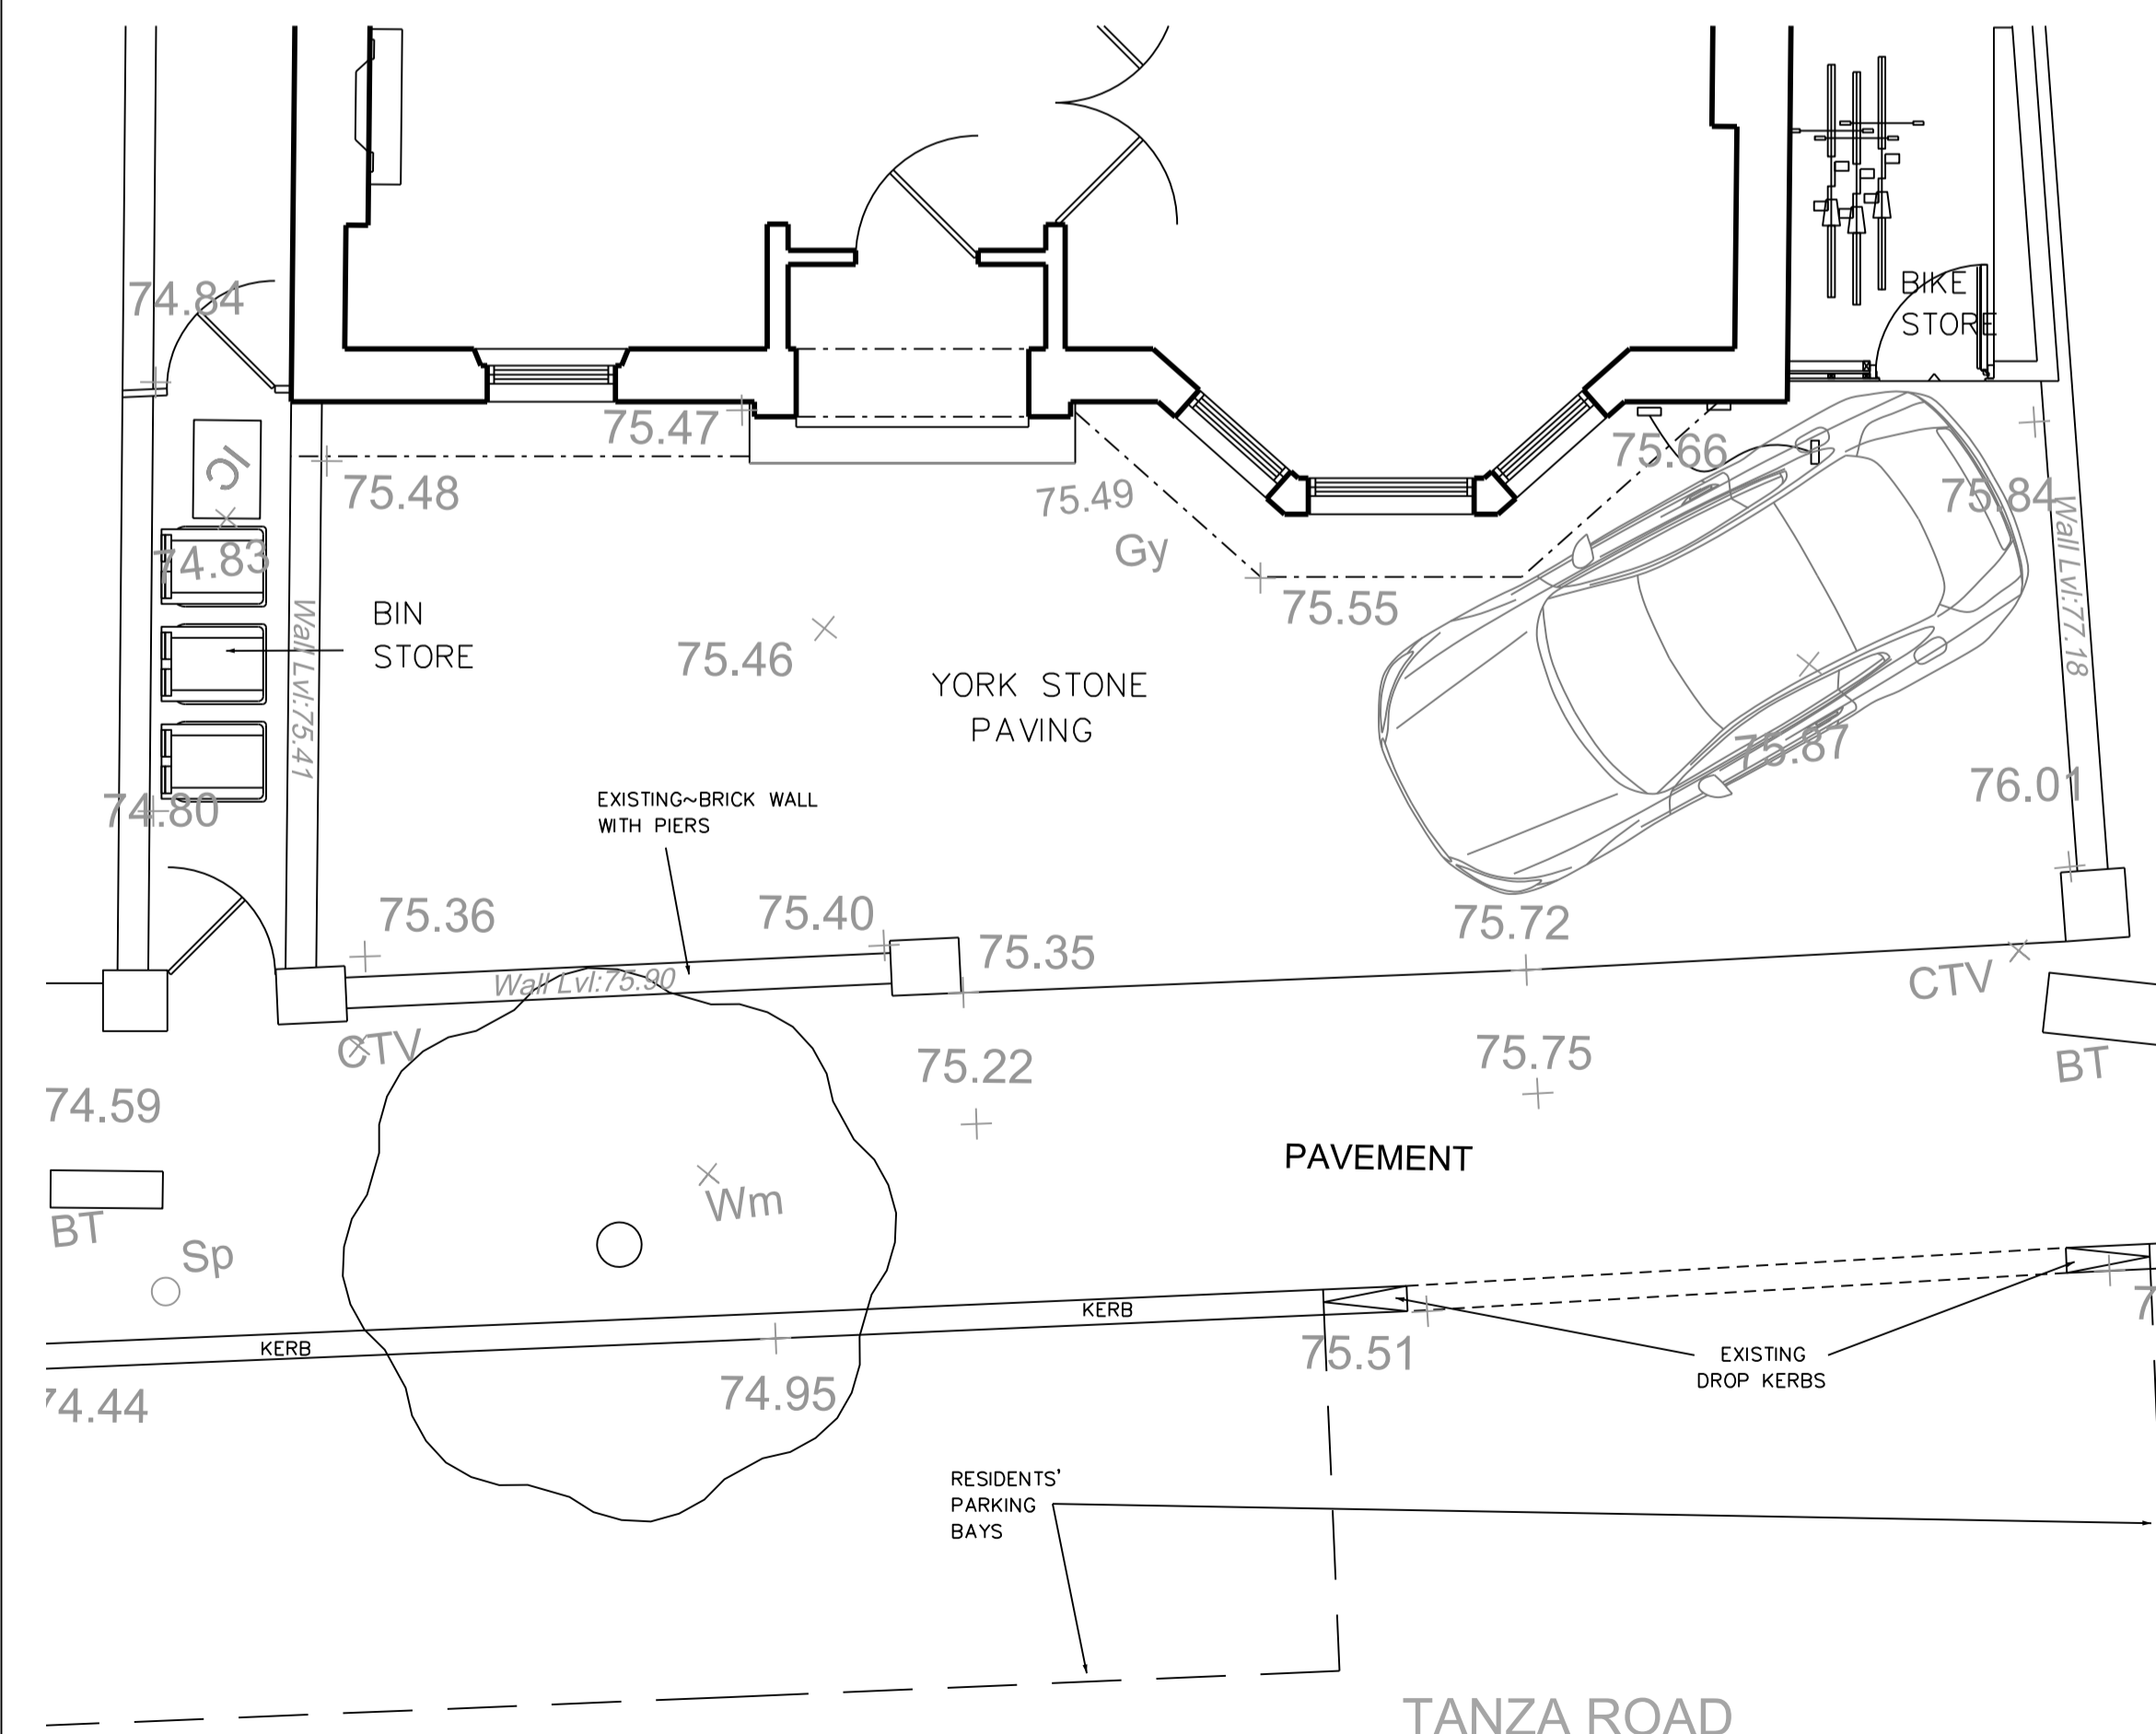 74.84
BIKE
STORE
75.47
75.66
IC
75.48
75.49
75.84
Gy
74.83
75.55
BIN
STORE
Wall Lvl:75.41
Wall Lvl:77.18
75.46
YORK STONE
PAVING
75.87
76.01
74.80
EXISTING~BRICK WALL
WITH PIERS
75.36
75.40
75.35
75.72
Wall Lvl:75.90
CTV
CTV
75.22
75.75
BT
74.59
PAVEMENT
Wm
BT
Sp
KERB
KERB
75.51
EXISTING
DROP KERBS
74.44
74.95
RESIDENTS'
PARKING
BAYS
TANZA ROAD